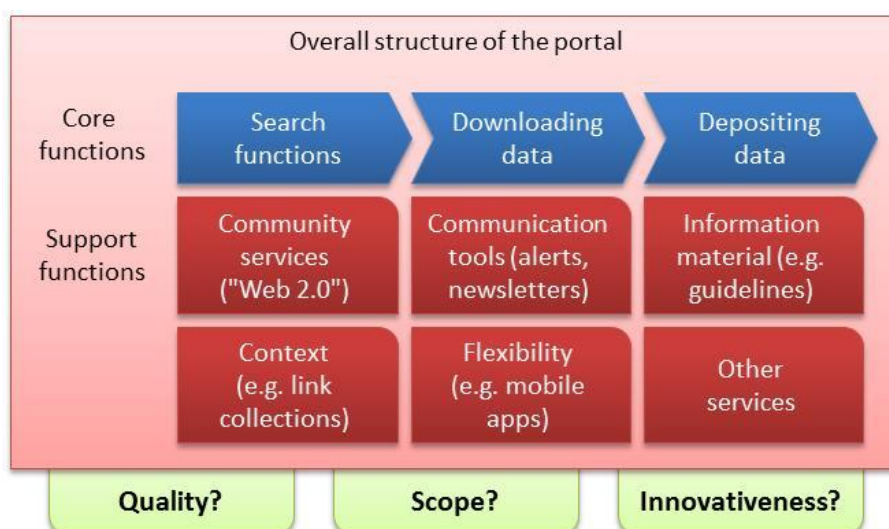 Overall structure of the portal
Core
functions
Search
functions
Downloading
data
Depositing
data
Support
functions
Community
services
("Web 2.0")
Communication
tools (alerts,
newsletters)
Information
material (e.g.
guidelines)
Context
(e.g. link
collections)
Flexibility
(e.g. mobile
apps)
Other
services
Quality?
Scope?
Innovativeness?